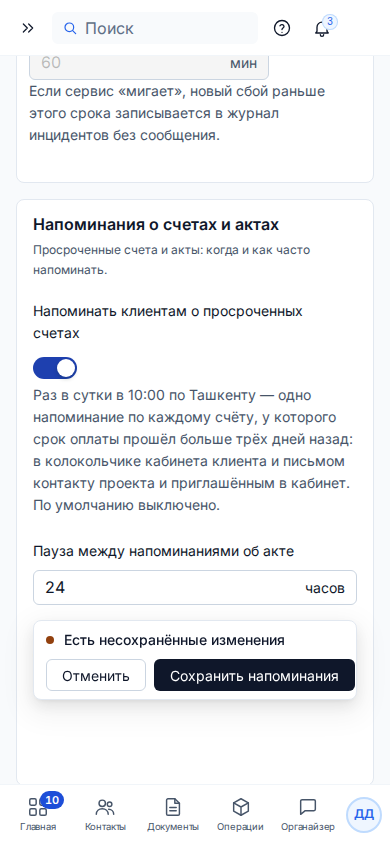 Поиск
3
60 мин
Если сервис «мигает», новый сбой раньше
этого срока записывается в журнал
инцидентов без сообщения.
Напоминания о счетах и актах
Просроченные счета и акты: когда и как часто
напоминать.
Напоминать клиентам о просроченных
счетах
Раз в сутки в 10:00 по Ташкенту — одно
напоминание по каждому счёту, у которого
срок оплаты прошёл больше трёх дней назад:
в колокольчике кабинета клиента и письмом
контакту проекта и приглашённым в кабинет.
По умолчанию выключено.
Пауза между напоминаниями об акте
24 часов
Есть несохранённые изменения
Отменить Сохранить напоминания
10
Главная Контакты Документы Операции Органайзер ДД